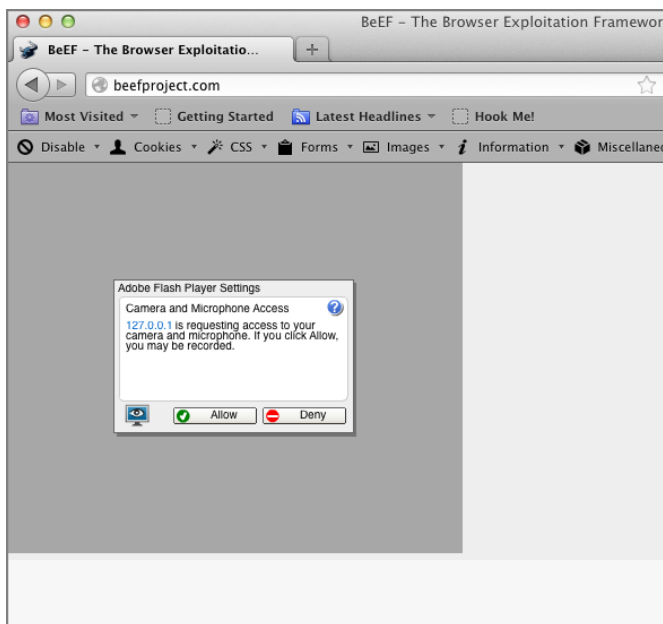 BeEF – The Browser Exploitation Framewor
BeEF – The Browser Exploitatio...
beefproject.com
Most Visited
Getting Started
Latest Headlines
Hook Me!
Disable
Cookies
CSS
Forms
Images
Information
Miscellaneo
Adobe Flash Player Settings
Camera and Microphone Access
127.0.0.1 is requesting access to your
camera and microphone. If you click Allow,
you may be recorded.
Allow
Deny